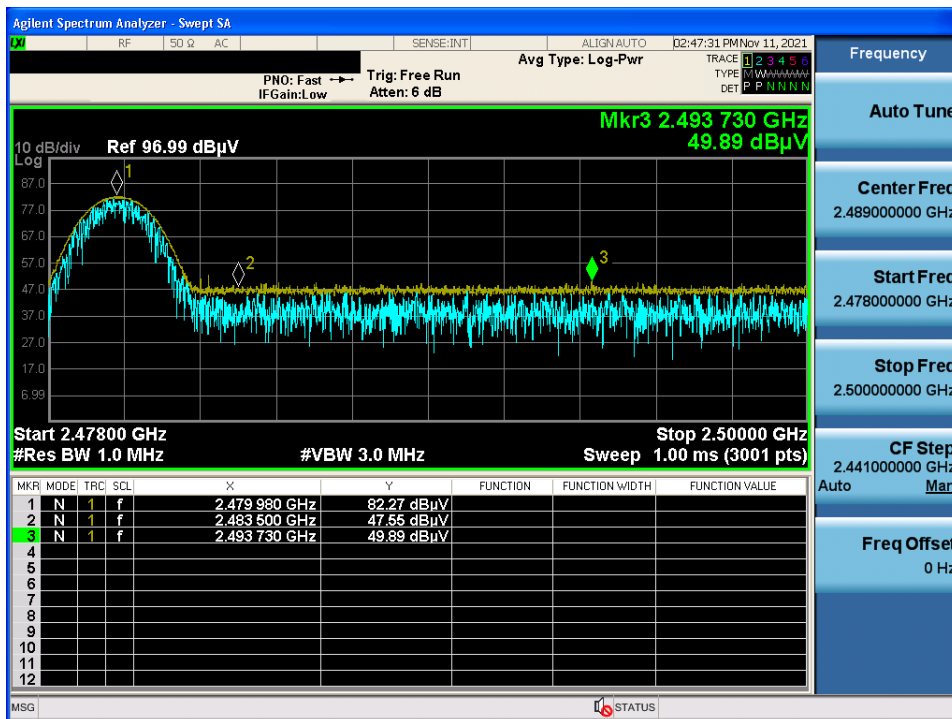 Agilent Spectrum Analyzer - Swept SA
LXI RF 50 Ω AC SENSE:INT ALIGN AUTO 02:47:31 PM Nov 11, 2021
Avg Type: Log-Pwr
TRACE 1 2 3 4 5 6
PNO: Fast Trig: Free Run
TYPE M WWWWW
IFGain:Low Atten: 6 dB
DET P P N N N N
Mkr3 2.493 730 GHz
49.89 dBµV
10 dB/div Ref 96.99 dBµV
Log
87.0
77.0
67.0
57.0
47.0
37.0
27.0
17.0
6.99
1
2
3
Start 2.47800 GHz Stop 2.50000 GHz
#Res BW 1.0 MHz #VBW 3.0 MHz Sweep 1.00 ms (3001 pts)
MKR MODE TRC SCL X Y FUNCTION FUNCTION WIDTH FUNCTION VALUE
1 N 1 f 2.479 980 GHz 82.27 dBµV
2 N 1 f 2.483 500 GHz 47.55 dBµV
3 N 1 f 2.493 730 GHz 49.89 dBµV
4
5
6
7
8
9
10
11
12
MSG STATUS
Frequency
Auto Tune
Center Freq
2.489000000 GHz
Start Freq
2.478000000 GHz
Stop Freq
2.500000000 GHz
CF Step
2.441000000 GHz
Auto Man
Freq Offset
0 Hz